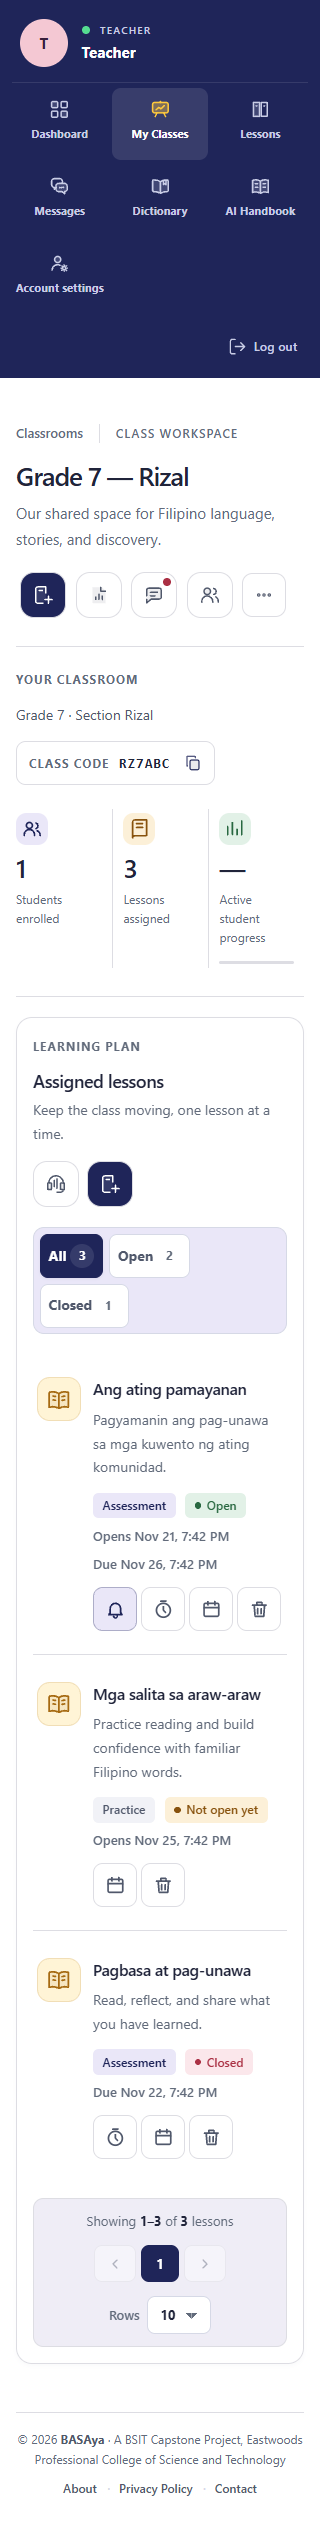 T
TEACHER
Teacher
Dashboard
My Classes
Lessons
Messages
Dictionary
AI Handbook
Account settings
Log out
Classrooms
CLASS WORKSPACE
Grade 7 — Rizal
Our shared space for Filipino language,
stories, and discovery.
YOUR CLASSROOM
Grade 7 · Section Rizal
CLASS CODE RZ7ABC
1
Students
enrolled
3
Lessons
assigned
—
Active
student
progress
LEARNING PLAN
Assigned lessons
Keep the class moving, one lesson at a
time.
All 3
Open 2
Closed 1
Ang ating pamayanan
Pagyamanin ang pag-unawa
sa mga kuwento ng ating
komunidad.
Assessment
Open
Opens Nov 21, 7:42 PM
Due Nov 26, 7:42 PM
Mga salita sa araw-araw
Practice reading and build
confidence with familiar
Filipino words.
Practice
Not open yet
Opens Nov 25, 7:42 PM
Pagbasa at pag-unawa
Read, reflect, and share what
you have learned.
Assessment
Closed
Due Nov 22, 7:42 PM
Showing 1–3 of 3 lessons
1
Rows 10
© 2026 BASAya · A BSIT Capstone Project, Eastwoods
Professional College of Science and Technology
About · Privacy Policy · Contact